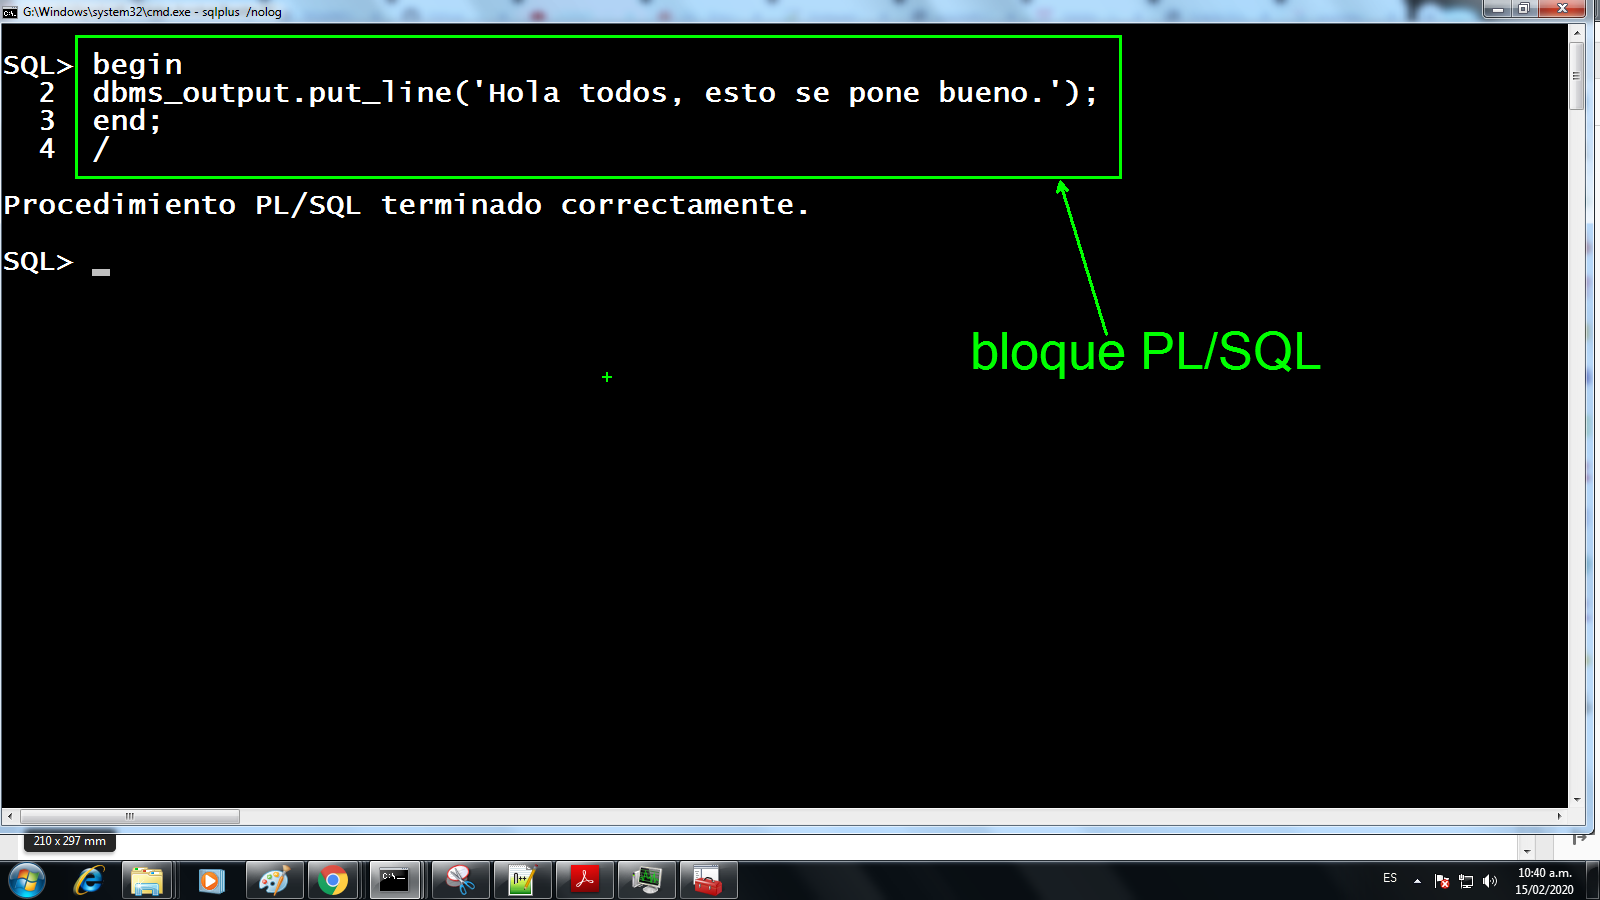 G:\Windows\system32\cmd.exe - sqlplus  /nolog
SQL> begin
2 dbms_output.put_line('Hola todos, esto se pone bueno.');
3 end;
4 /
Procedimiento PL/SQL terminado correctamente.
SQL> _
bloque PL/SQL
210 x 297 mm
ES
10:40 a.m.
15/02/2020